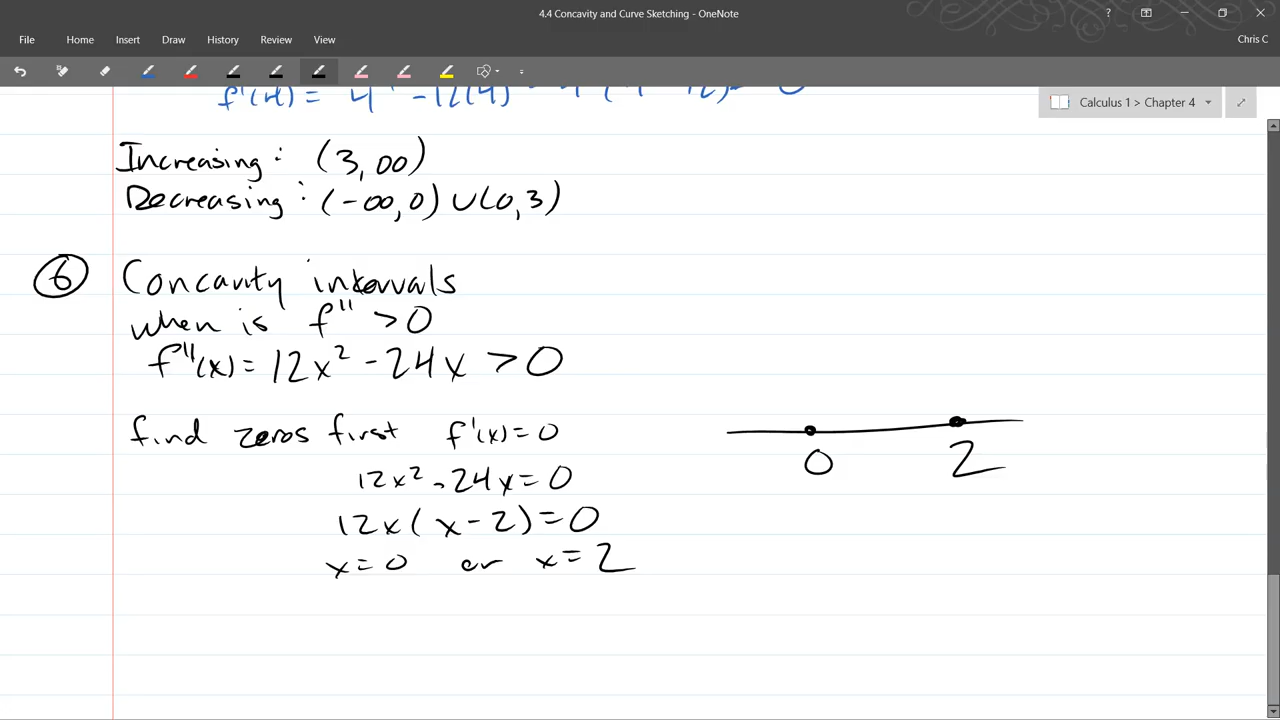 4.4 Concavity and Curve Sketching - OneNote
File Home Insert Draw History Review View Chris C
Calculus 1 > Chapter 4
Increasing: (3, ∞)
Decreasing: (-∞, 0) ∪ (0, 3)
6 Concavity intervals
when is f'' > 0
f''(x) = 12x² - 24x > 0
find zeros first f'(x) = 0
12x² - 24x = 0
12x(x - 2) = 0
x = 0 or x = 2
0 2